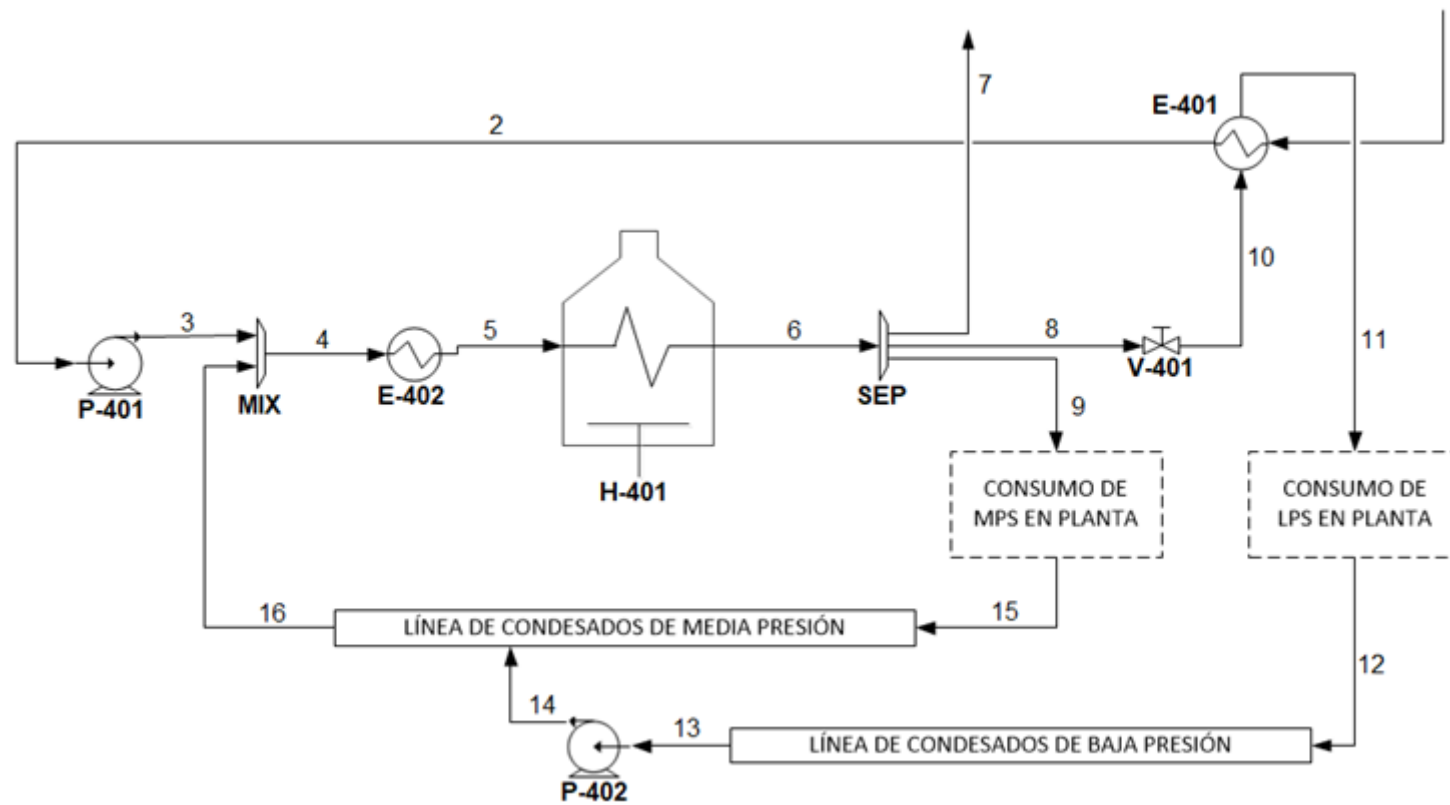 7
E-401
2
10
3
4
5
6
8
11
V-401
P-401
MIX
E-402
SEP
9
H-401
CONSUMO DE
MPS EN PLANTA
CONSUMO DE
LPS EN PLANTA
16
LÍNEA DE CONDESADOS DE MEDIA PRESIÓN
15
12
14
13
LÍNEA DE CONDESADOS DE BAJA PRESIÓN
P-402